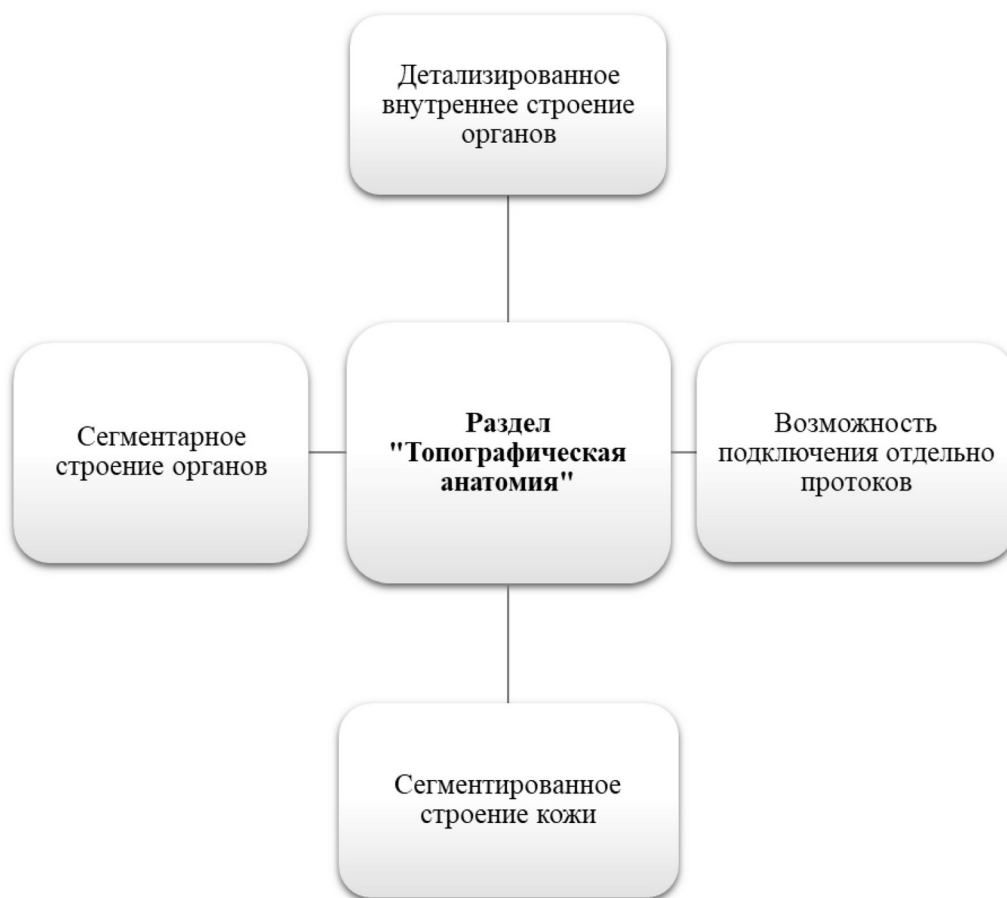 Детализированное
внутреннее строение
органов
Сегментарное
строение органов
Раздел
"Топографическая
анатомия"
Возможность
подключения отдельно
протоков
Сегментированное
строение кожи